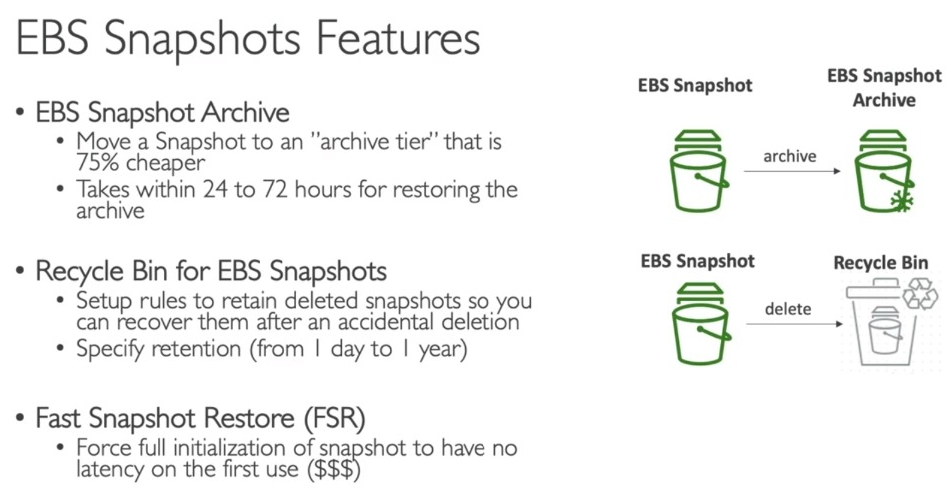 EBS Snapshots Features
• EBS Snapshot Archive
• Move a Snapshot to an ”archive tier” that is
75% cheaper
• Takes within 24 to 72 hours for restoring the
archive
• Recycle Bin for EBS Snapshots
• Setup rules to retain deleted snapshots so you
can recover them after an accidental deletion
• Specify retention (from 1 day to 1 year)
• Fast Snapshot Restore (FSR)
• Force full initialization of snapshot to have no
latency on the first use ($$$)
EBS Snapshot
EBS Snapshot
Archive
archive
EBS Snapshot
Recycle Bin
delete